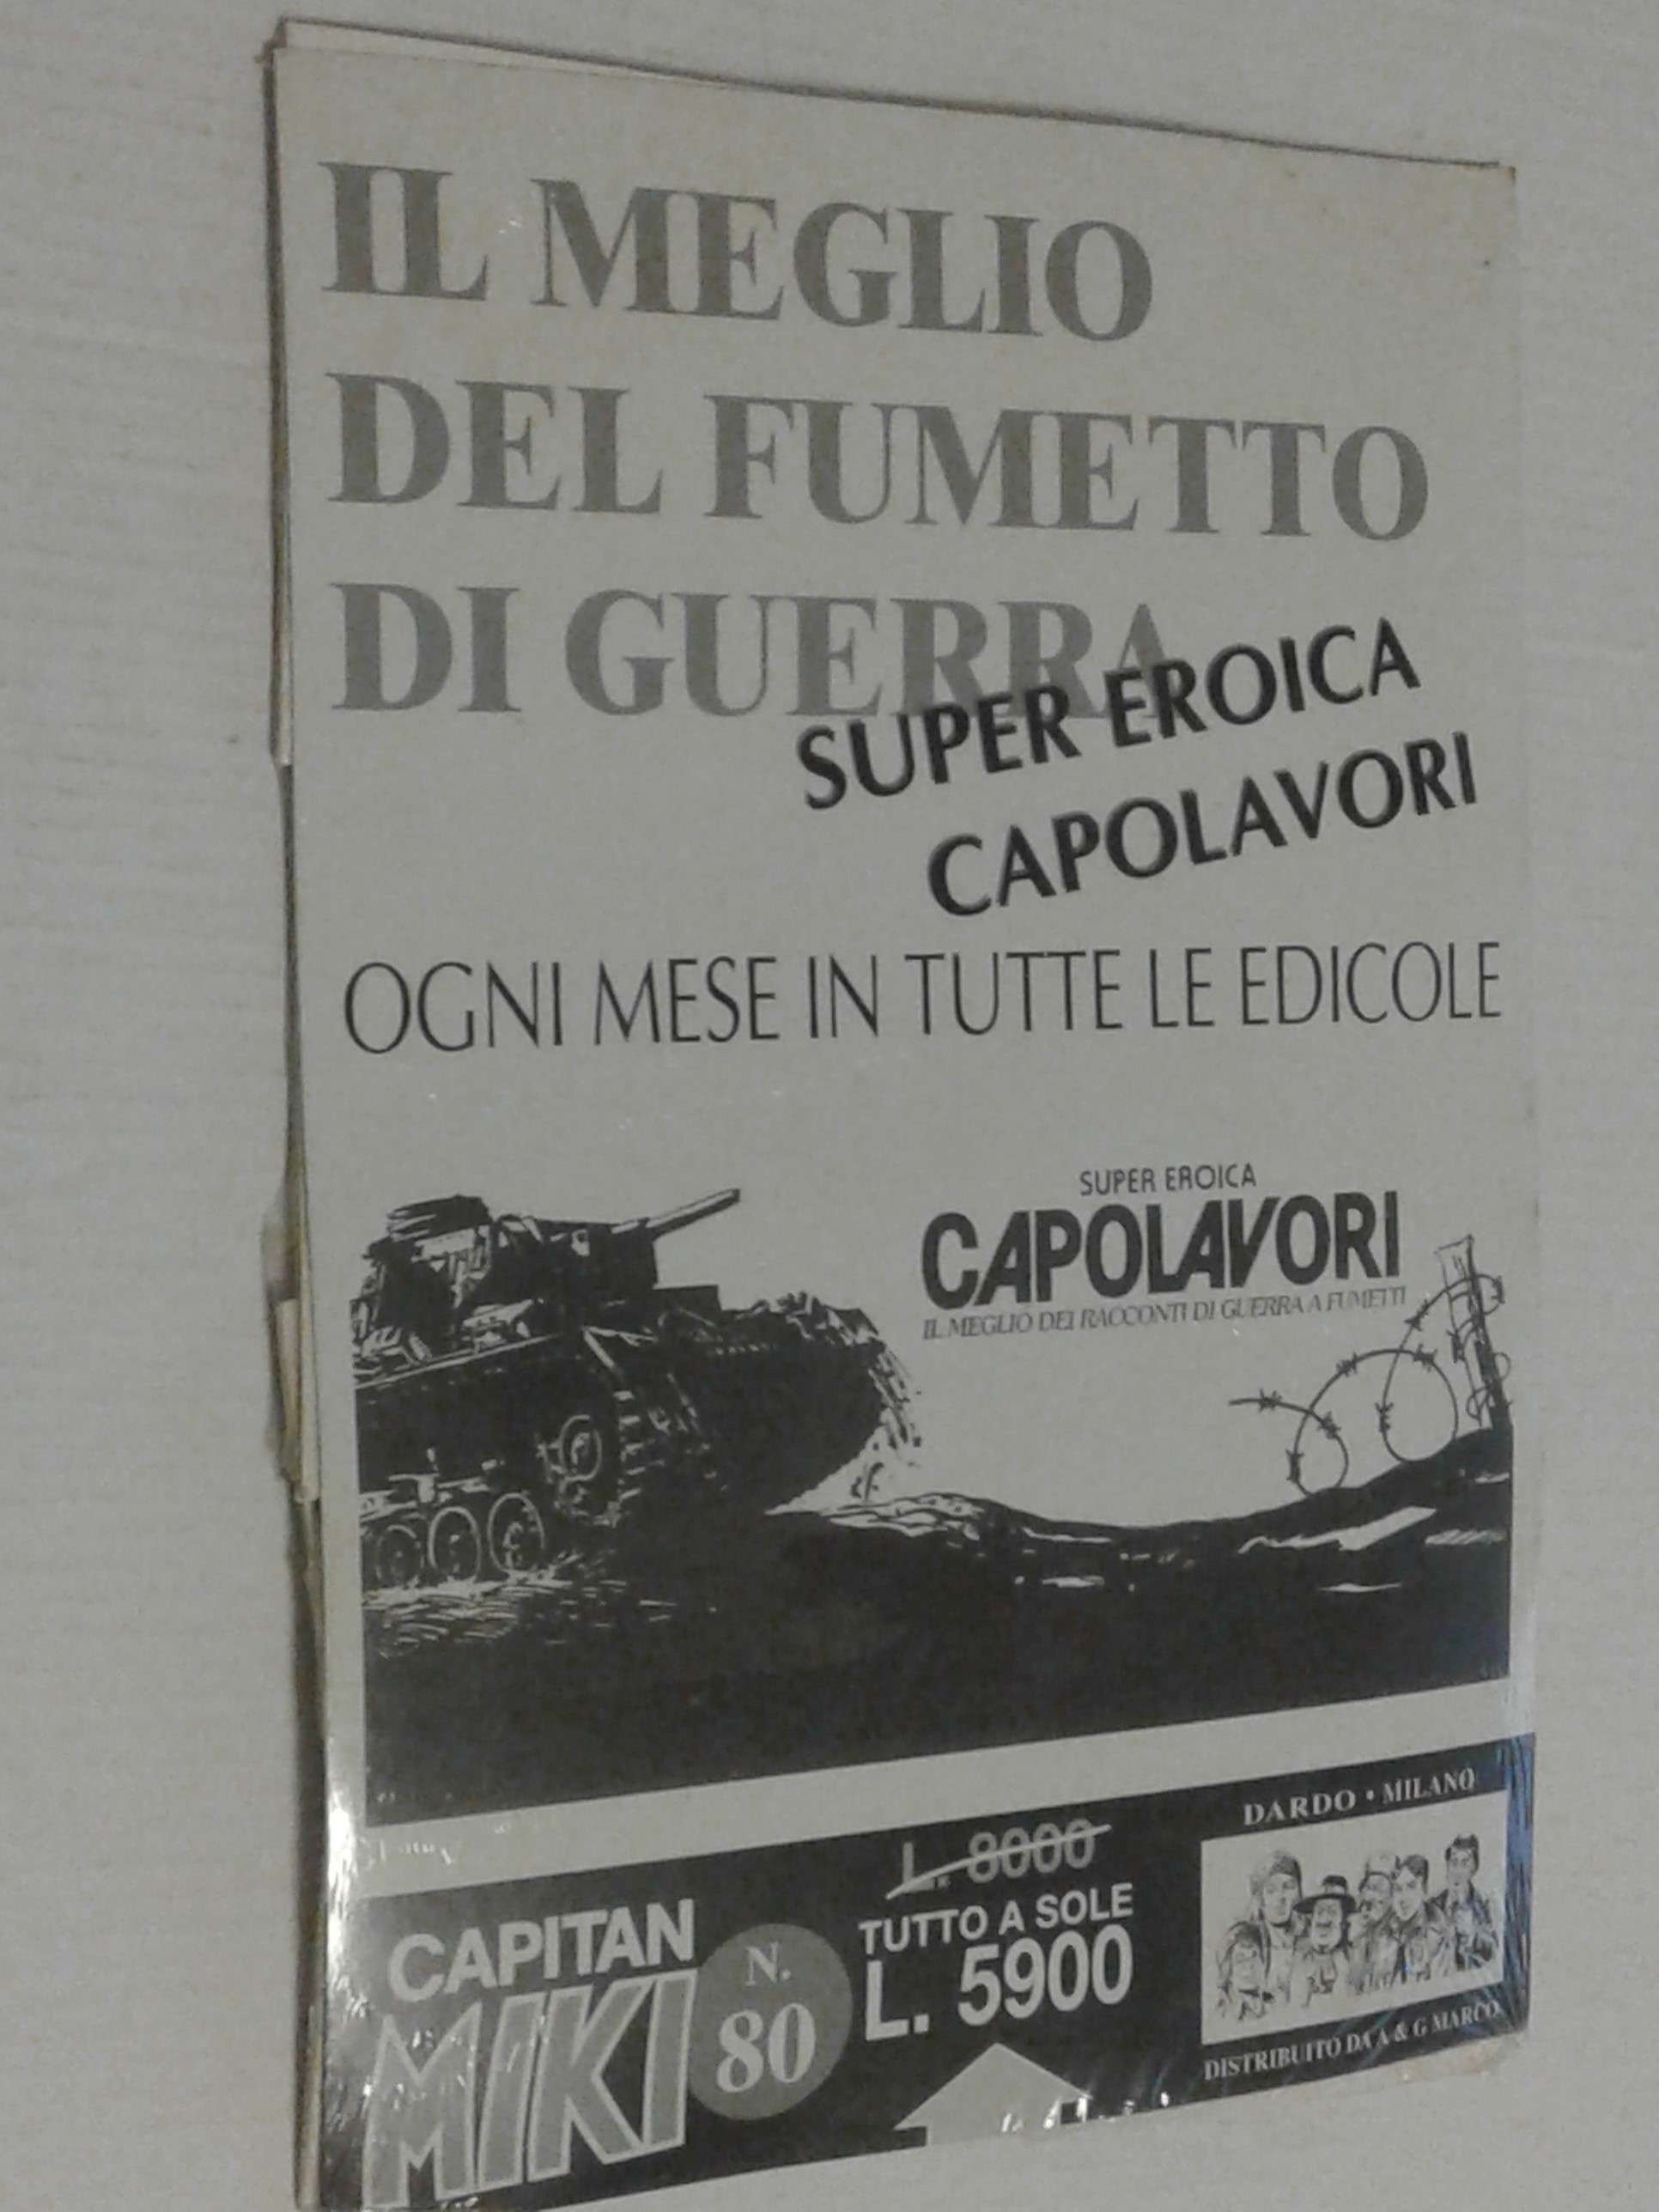 IL MEGLIO
DEL FUMETTO
DI GUERRA
SUPER EROICA
CAPOLAVORI
OGNI MESE IN TUTTE LE EDICOLE
SUPER EROICA
CAPOLAVORI
IL MEGLIO DEI RACCONTI DI GUERRA A FUMETTI
CAPITAN
MIKI
N.
80
L. 8000
TUTTO A SOLE
L. 5900
DARDO • MILANO
DISTRIBUITO DA A & G MARCO